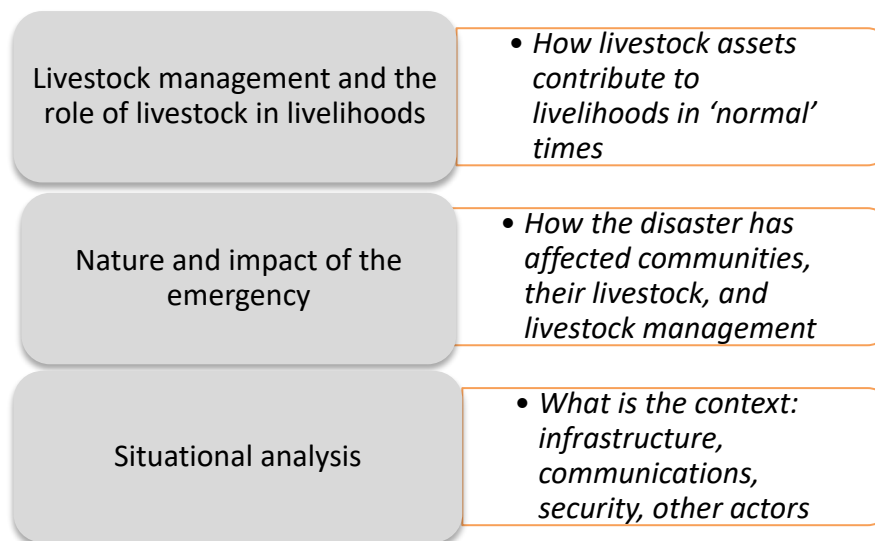 Livestock management and the
role of livestock in livelihoods
• How livestock assets
contribute to
livelihoods in ‘normal’
times
Nature and impact of the
emergency
• How the disaster has
affected communities,
their livestock, and
livestock management
Situational analysis
• What is the context:
infrastructure,
communications,
security, other actors